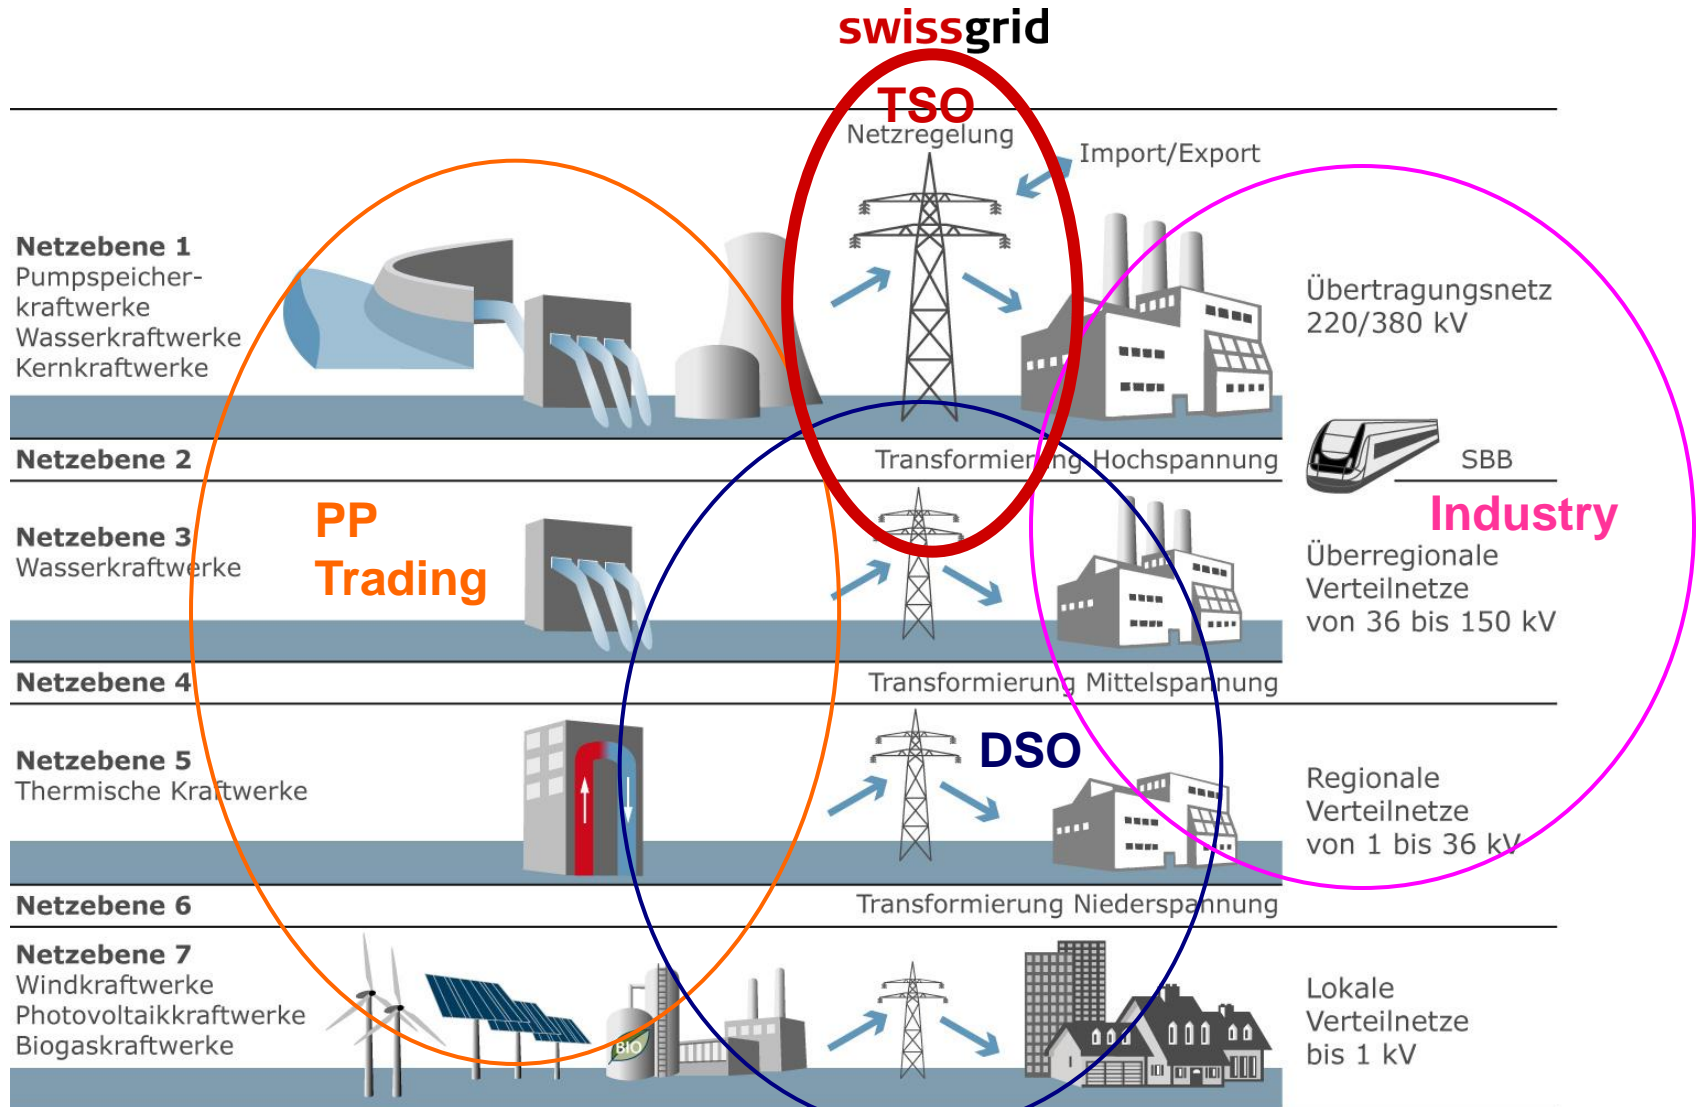 swissgrid
TSO
Netzregelung
Import/Export
Netzebene 1
Pumpspeicher-
kraftwerke
Wasserkraftwerke
Kernkraftwerke
Übertragungsnetz
220/380 kV
Netzebene 2
Transformierung Hochspannung
SBB
PP
Trading
Industry
Netzebene 3
Wasserkraftwerke
Überregionale
Verteilnetze
von 36 bis 150 kV
Netzebene 4
Transformierung Mittelspannung
DSO
Netzebene 5
Thermische Kraftwerke
Regionale
Verteilnetze
von 1 bis 36 kV
Netzebene 6
Transformierung Niederspannung
Netzebene 7
Windkraftwerke
Photovoltaikkraftwerke
Biogaskraftwerke
BIO
Lokale
Verteilnetze
bis 1 kV